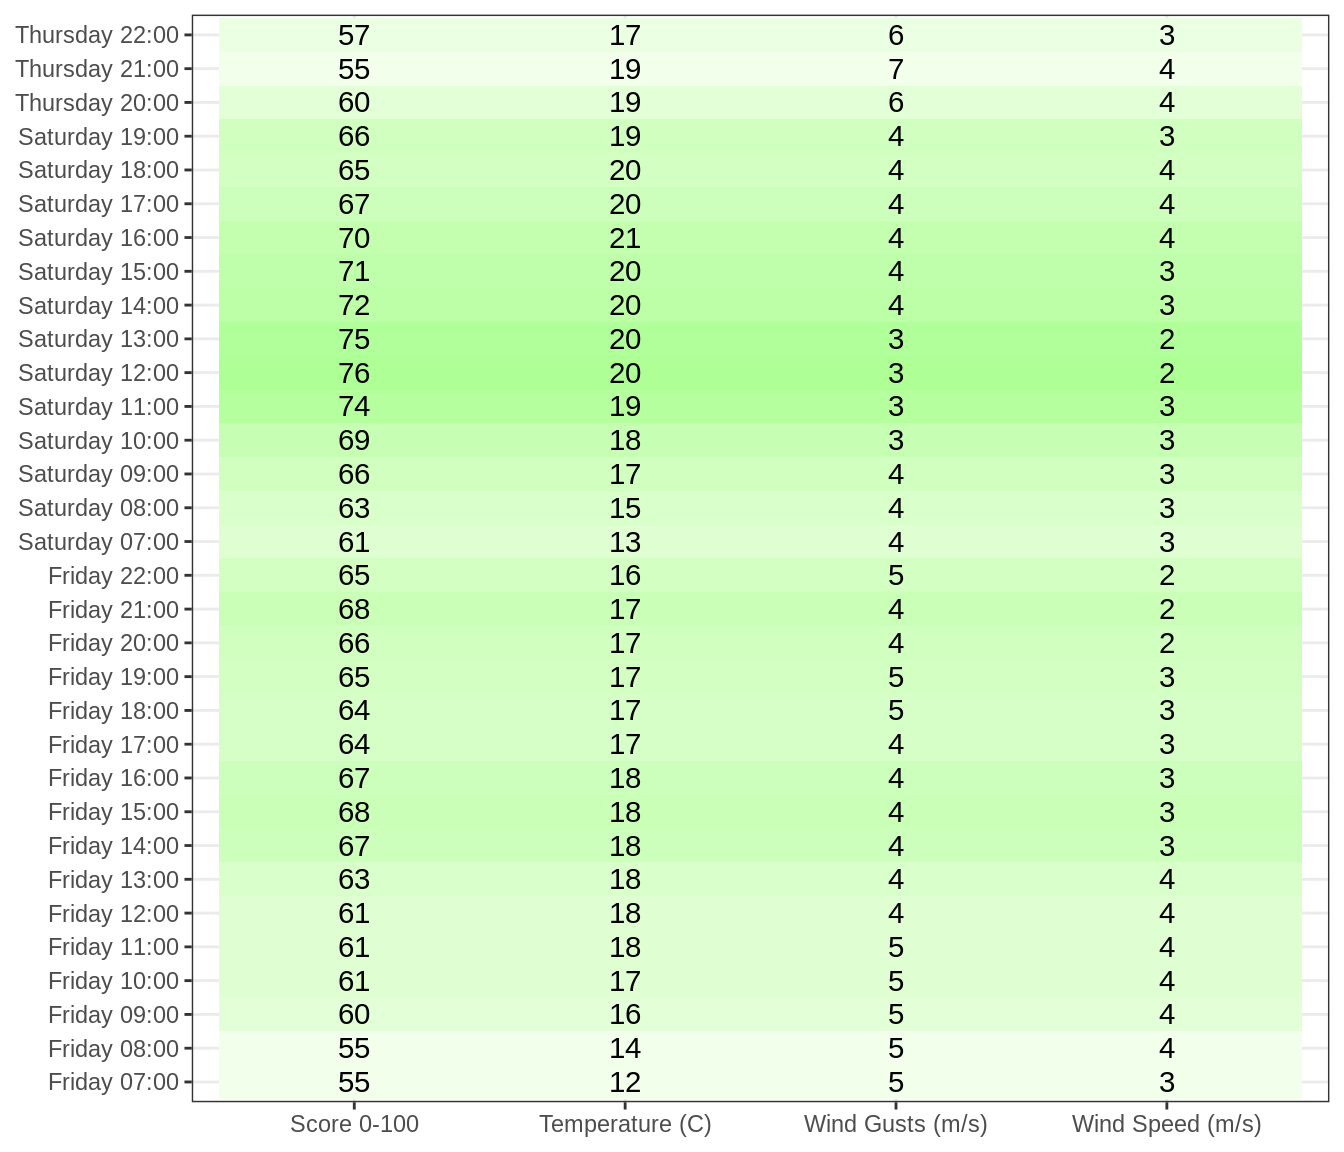 Thursday 22:00 57 17 6 3
Thursday 21:00 55 19 7 4
Thursday 20:00 60 19 6 4
Saturday 19:00 66 19 4 3
Saturday 18:00 65 20 4 4
Saturday 17:00 67 20 4 4
Saturday 16:00 70 21 4 4
Saturday 15:00 71 20 4 3
Saturday 14:00 72 20 4 3
Saturday 13:00 75 20 3 2
Saturday 12:00 76 20 3 2
Saturday 11:00 74 19 3 3
Saturday 10:00 69 18 3 3
Saturday 09:00 66 17 4 3
Saturday 08:00 63 15 4 3
Saturday 07:00 61 13 4 3
Friday 22:00 65 16 5 2
Friday 21:00 68 17 4 2
Friday 20:00 66 17 4 2
Friday 19:00 65 17 5 3
Friday 18:00 64 17 5 3
Friday 17:00 64 17 4 3
Friday 16:00 67 18 4 3
Friday 15:00 68 18 4 3
Friday 14:00 67 18 4 3
Friday 13:00 63 18 4 4
Friday 12:00 61 18 4 4
Friday 11:00 61 18 5 4
Friday 10:00 61 17 5 4
Friday 09:00 60 16 5 4
Friday 08:00 55 14 5 4
Friday 07:00 55 12 5 3
Score 0-100 Temperature (C) Wind Gusts (m/s) Wind Speed (m/s)